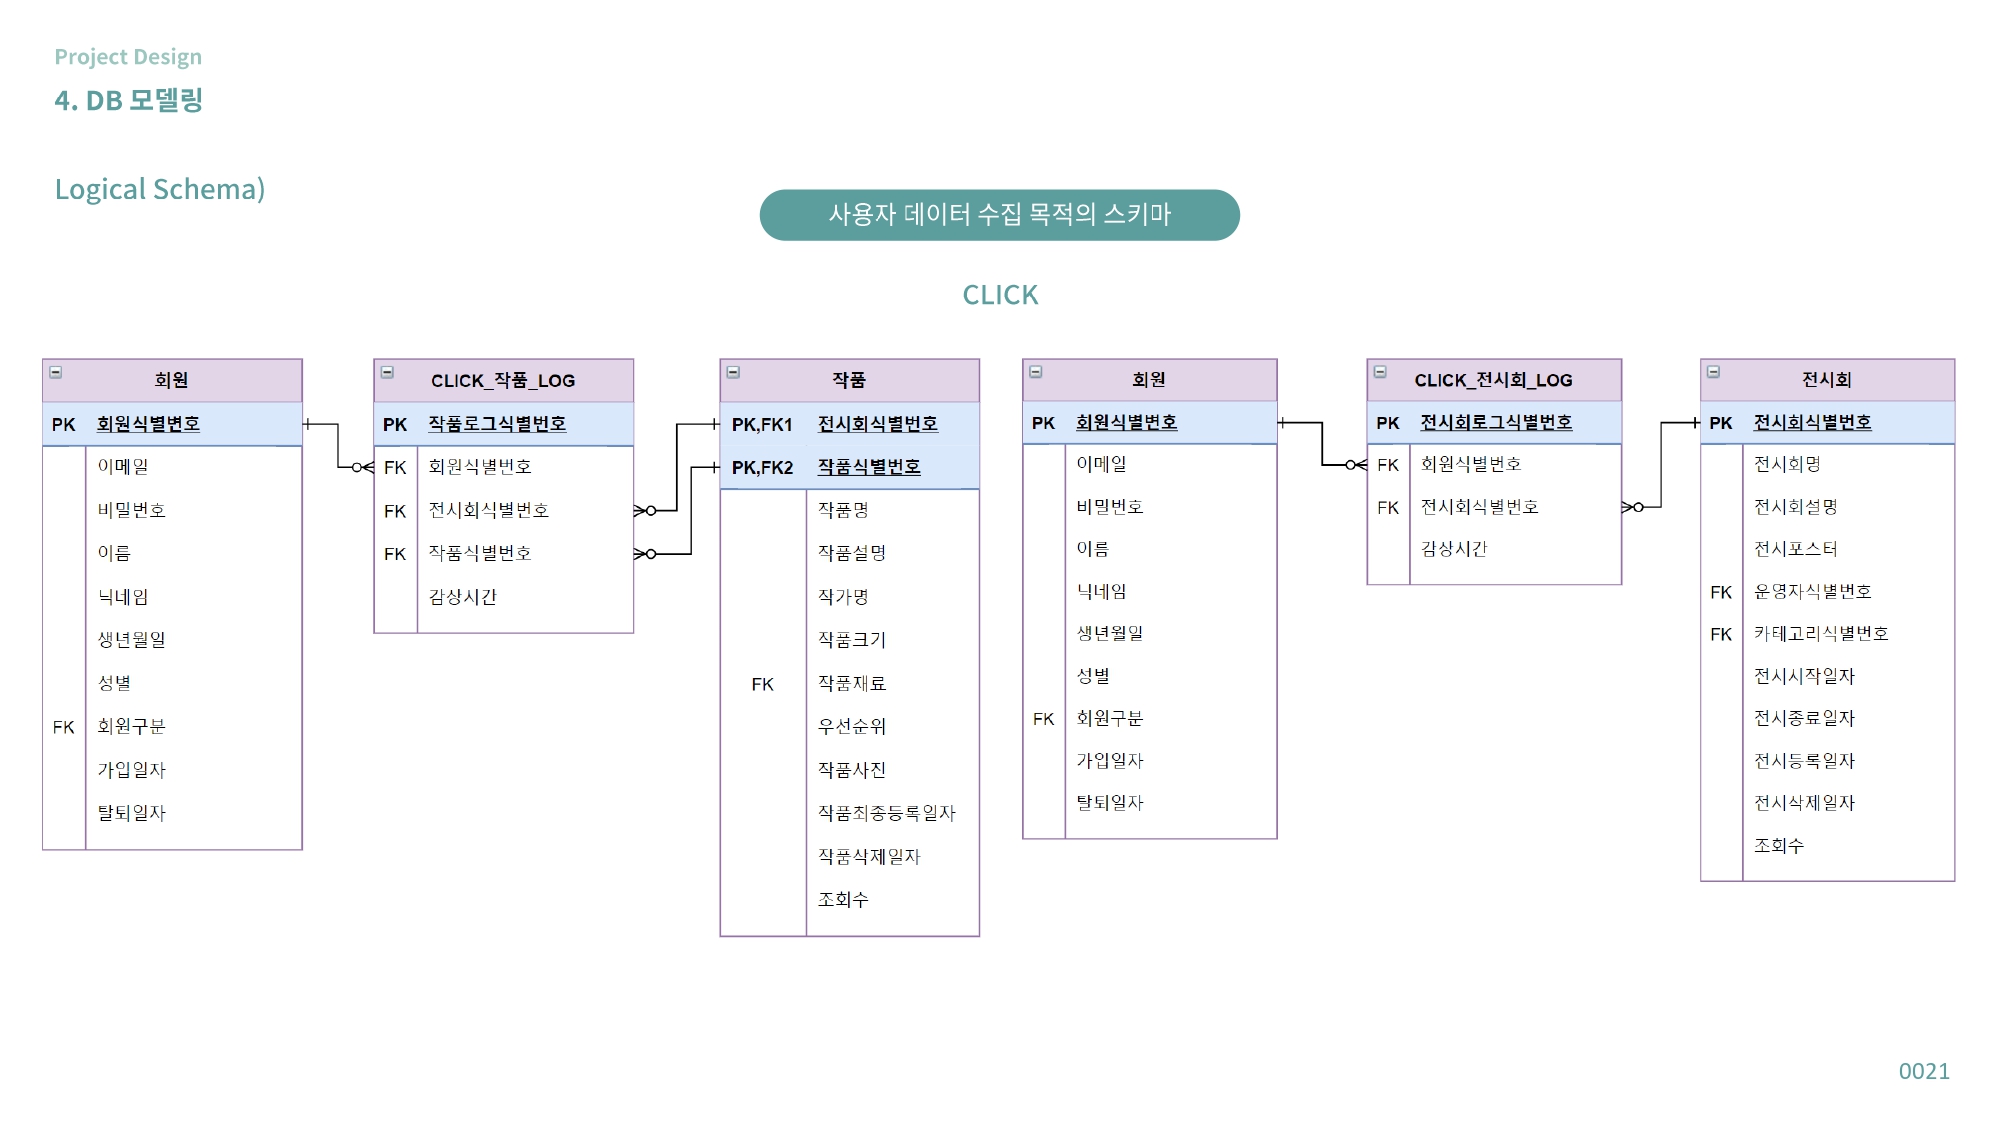 Project Design
4. DB 모델링
Logical Schema)
사용자 데이터 수집 목적의 스키마
CLICK
회원
PK 회원식별변호
이메일
비밀번호
이름
닉네임
생년월일
성별
FK 회원구분
가입일자
탈퇴일자
CLICK_작품_LOG
PK 작품로그식별번호
FK 회원식별번호
FK 전시회식별번호
FK 작품식별번호
감상시간
작품
PK,FK1 전시회식별번호
PK,FK2 작품식별번호
작품명
작품설명
작가명
작품크기
FK 작품재료
우선순위
작품사진
작품최종등록일자
작품삭제일자
조회수
회원
PK 회원식별변호
이메일
비밀번호
이름
닉네임
생년월일
성별
FK 회원구분
가입일자
탈퇴일자
CLICK_전시회_LOG
PK 전시회로그식별번호
FK 회원식별번호
FK 전시회식별번호
감상시간
전시회
PK 전시회식별번호
전시회명
전시회설명
전시포스터
FK 운영자식별번호
FK 카테고리식별번호
전시시작일자
전시종료일자
전시등록일자
전시삭제일자
조회수
0021